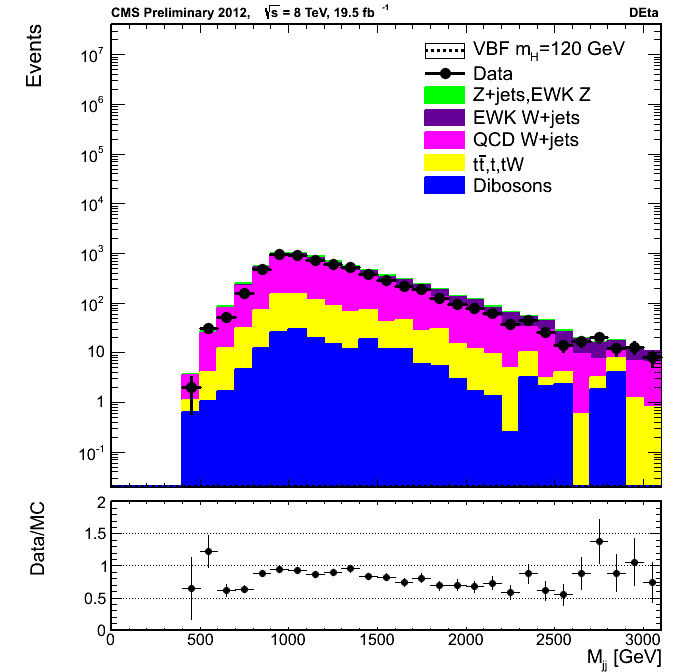 CMS Preliminary 2012, √s = 8 TeV, 19.5 fb⁻¹ DEta
Events
10⁷
10⁶
10⁵
10⁴
10³
10²
10
1
10⁻¹
VBF m_H=120 GeV
Data
Z+jets,EWK Z
EWK W+jets
QCD W+jets
tt̄,t,tW
Dibosons
Data/MC
2
1.5
1
0.5
0
0 500 1000 1500 2000 2500 3000
M_jj [GeV]